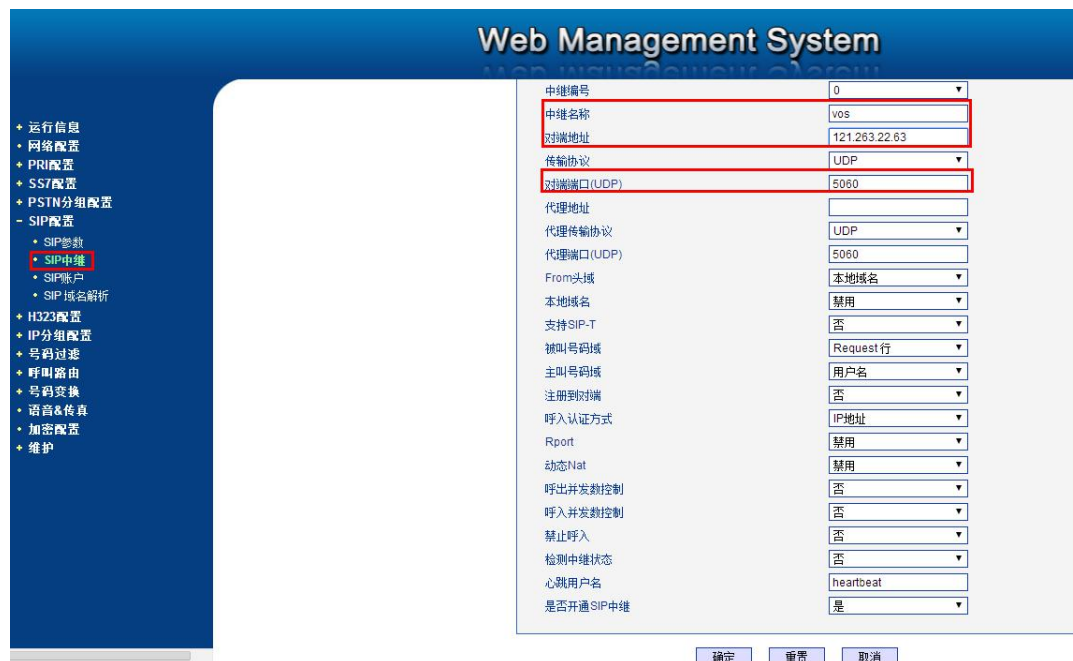 Web Management System
+ 运行信息
• 网络配置
+ PRI配置
+ SS7配置
+ PSTN分组配置
- SIP配置
• SIP参数
• SIP中继
• SIP账户
• SIP 域名解析
+ H323配置
+ IP分组配置
+ 号码过滤
+ 呼叫路由
+ 号码变换
• 语音&传真
• 加密配置
+ 维护
中继编号 0
中继名称 vos
对端地址 121.263.22.63
传输协议 UDP
对端端口(UDP) 5060
代理地址
代理传输协议 UDP
代理端口(UDP) 5060
From头域 本地域名
本地域名 禁用
支持SIP-T 否
被叫号码域 Request行
主叫号码域 用户名
注册到对端 否
呼入认证方式 IP地址
Rport 禁用
动态Nat 禁用
呼出并发数控制 否
呼入并发数控制 否
禁止呼入 否
检测中继状态 否
心跳用户名 heartbeat
是否开通SIP中继 是
确定 重置 取消